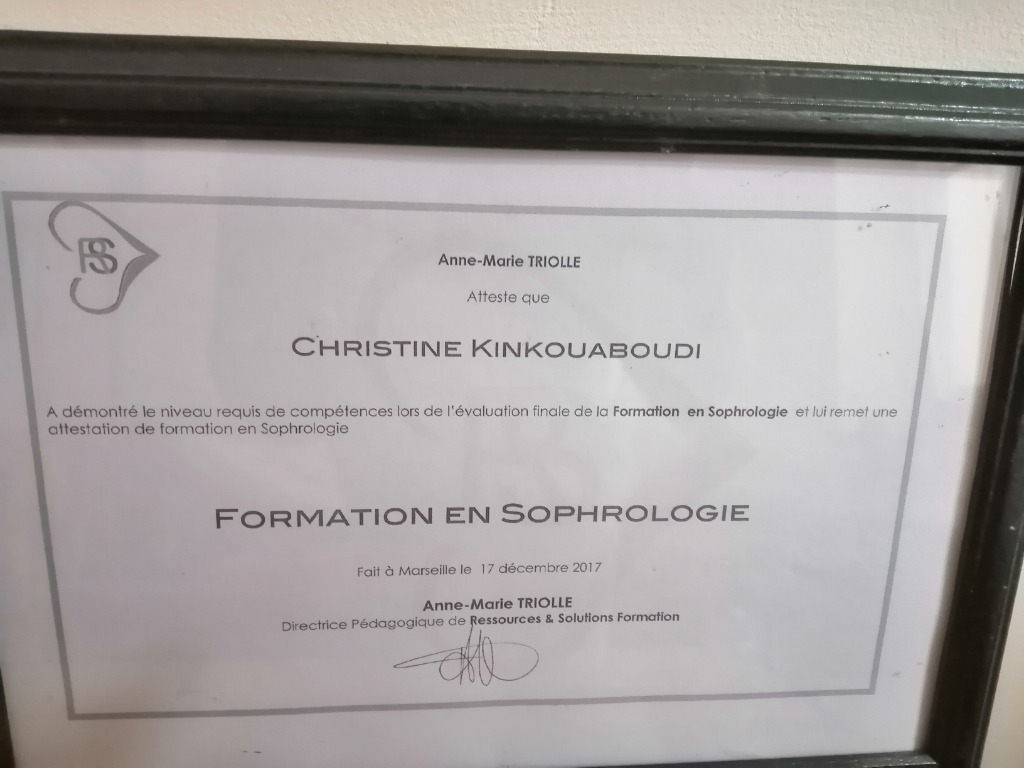 RS
Anne-Marie TRIOLLE
Atteste que
CHRISTINE KINKOUABOUDI
A démontré le niveau requis de compétences lors de l'évaluation finale de la Formation en Sophrologie et lui remet une
attestation de formation en Sophrologie
FORMATION EN SOPHROLOGIE
Fait à Marseille le 17 décembre 2017
Anne-Marie TRIOLLE
Directrice Pédagogique de Ressources & Solutions Formation